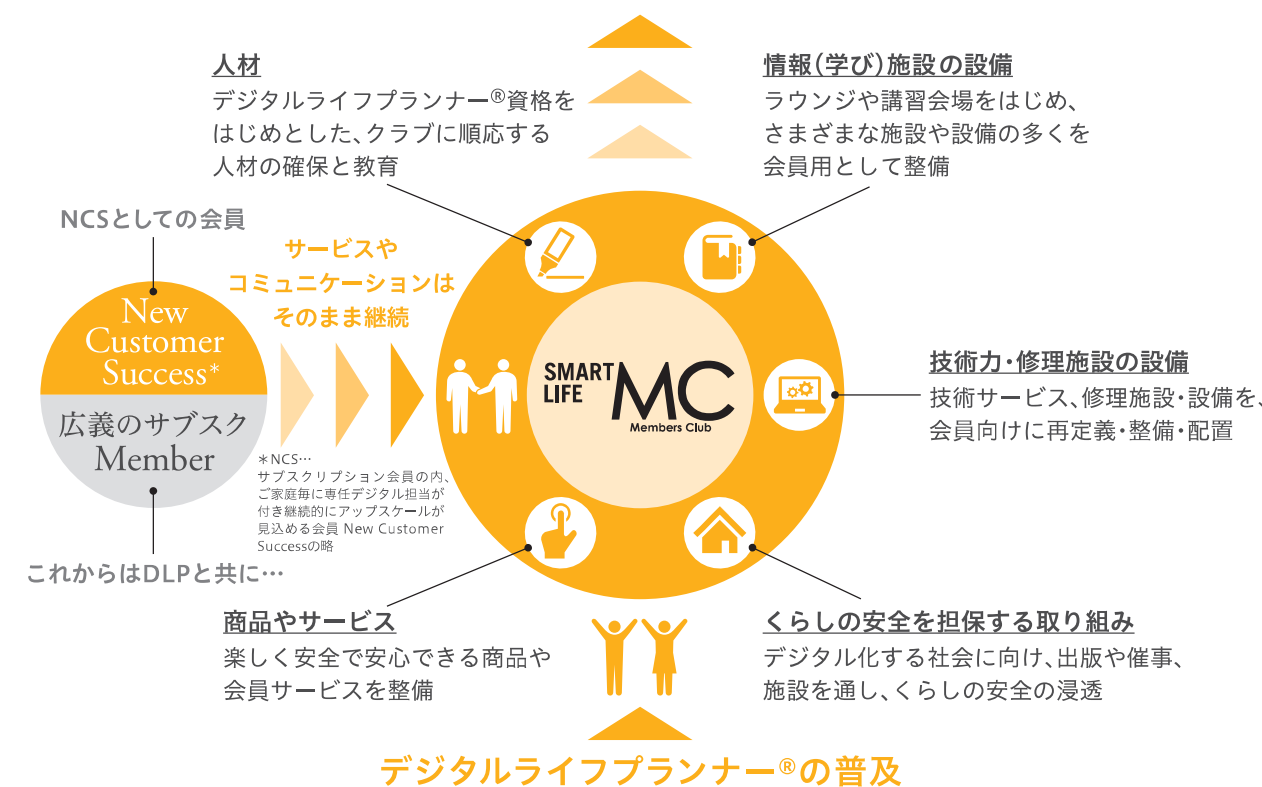 人材
デジタルライフプランナー®資格を
はじめとした、クラブに順応する
人材の確保と教育
情報(学び)施設の設備
ラウンジや講習会場をはじめ、
さまざまな施設や設備の多くを
会員用として整備
NCSとしての会員
New
Customer
Success*
広義のサブスク
Member
これからはDLPと共に…
サービスや
コミュニケーションは
そのまま継続
＊NCS…
サブスクリプション会員の内、
ご家庭毎に専任デジタル担当が
付き継続的にアップスケールが
見込める会員 New Customer
Successの略
SMART
LIFE
MC
Members Club
技術力・修理施設の設備
技術サービス、修理施設・設備を、
会員向けに再定義・整備・配置
商品やサービス
楽しく安全で安心できる商品や
会員サービスを整備
くらしの安全を担保する取り組み
デジタル化する社会に向け、出版や催事、
施設を通し、くらしの安全の浸透
デジタルライフプランナー®の普及